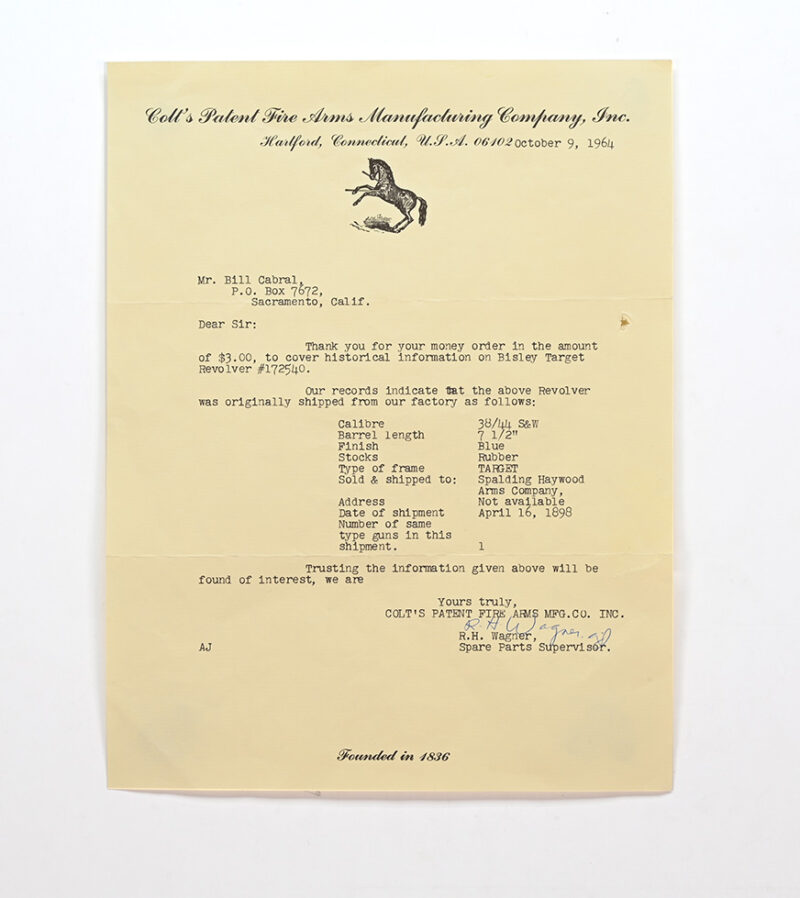 Colt's Patent Fire Arms Manufacturing Company, Inc.
Hartford, Connecticut, U.S.A. 06102 October 9, 1964
Mr. Bill Cabral,
P.O. Box 7672,
Sacramento, Calif.
Dear Sir:
Thank you for your money order in the amount
of $3.00, to cover historical information on Bisley Target
Revolver #172540.
Our records indicate tat the above Revolver
was originally shipped from our factory as follows:
Calibre 38/44 S&W
Barrel length 7 1/2"
Finish Blue
Stocks Rubber
Type of frame TARGET
Sold & shipped to: Spalding Haywood
Arms Company,
Address Not available
Date of shipment April 16, 1898
Number of same
type guns in this
shipment. 1
Trusting the information given above will be
found of interest, we are
Yours truly,
COLT'S PATENT FIRE ARMS MFG.CO. INC.
R H Wagner
R.H. Wagner,
AJ Spare Parts Supervisor.
Founded in 1836